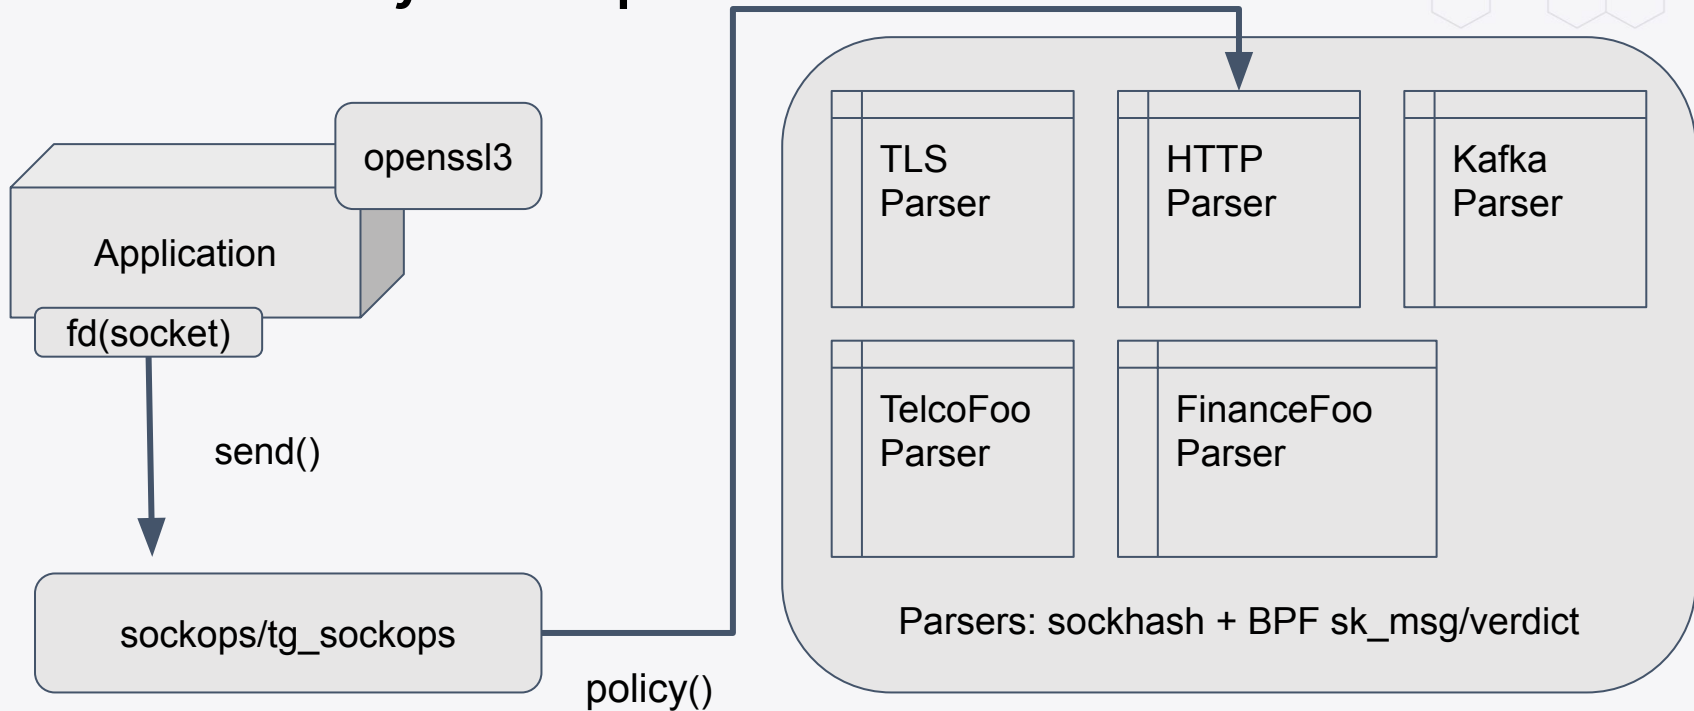 openssl3
Application
fd(socket)
send()
sockops/tg_sockops
policy()
TLS
Parser
HTTP
Parser
Kafka
Parser
TelcoFoo
Parser
FinanceFoo
Parser
Parsers: sockhash + BPF sk_msg/verdict